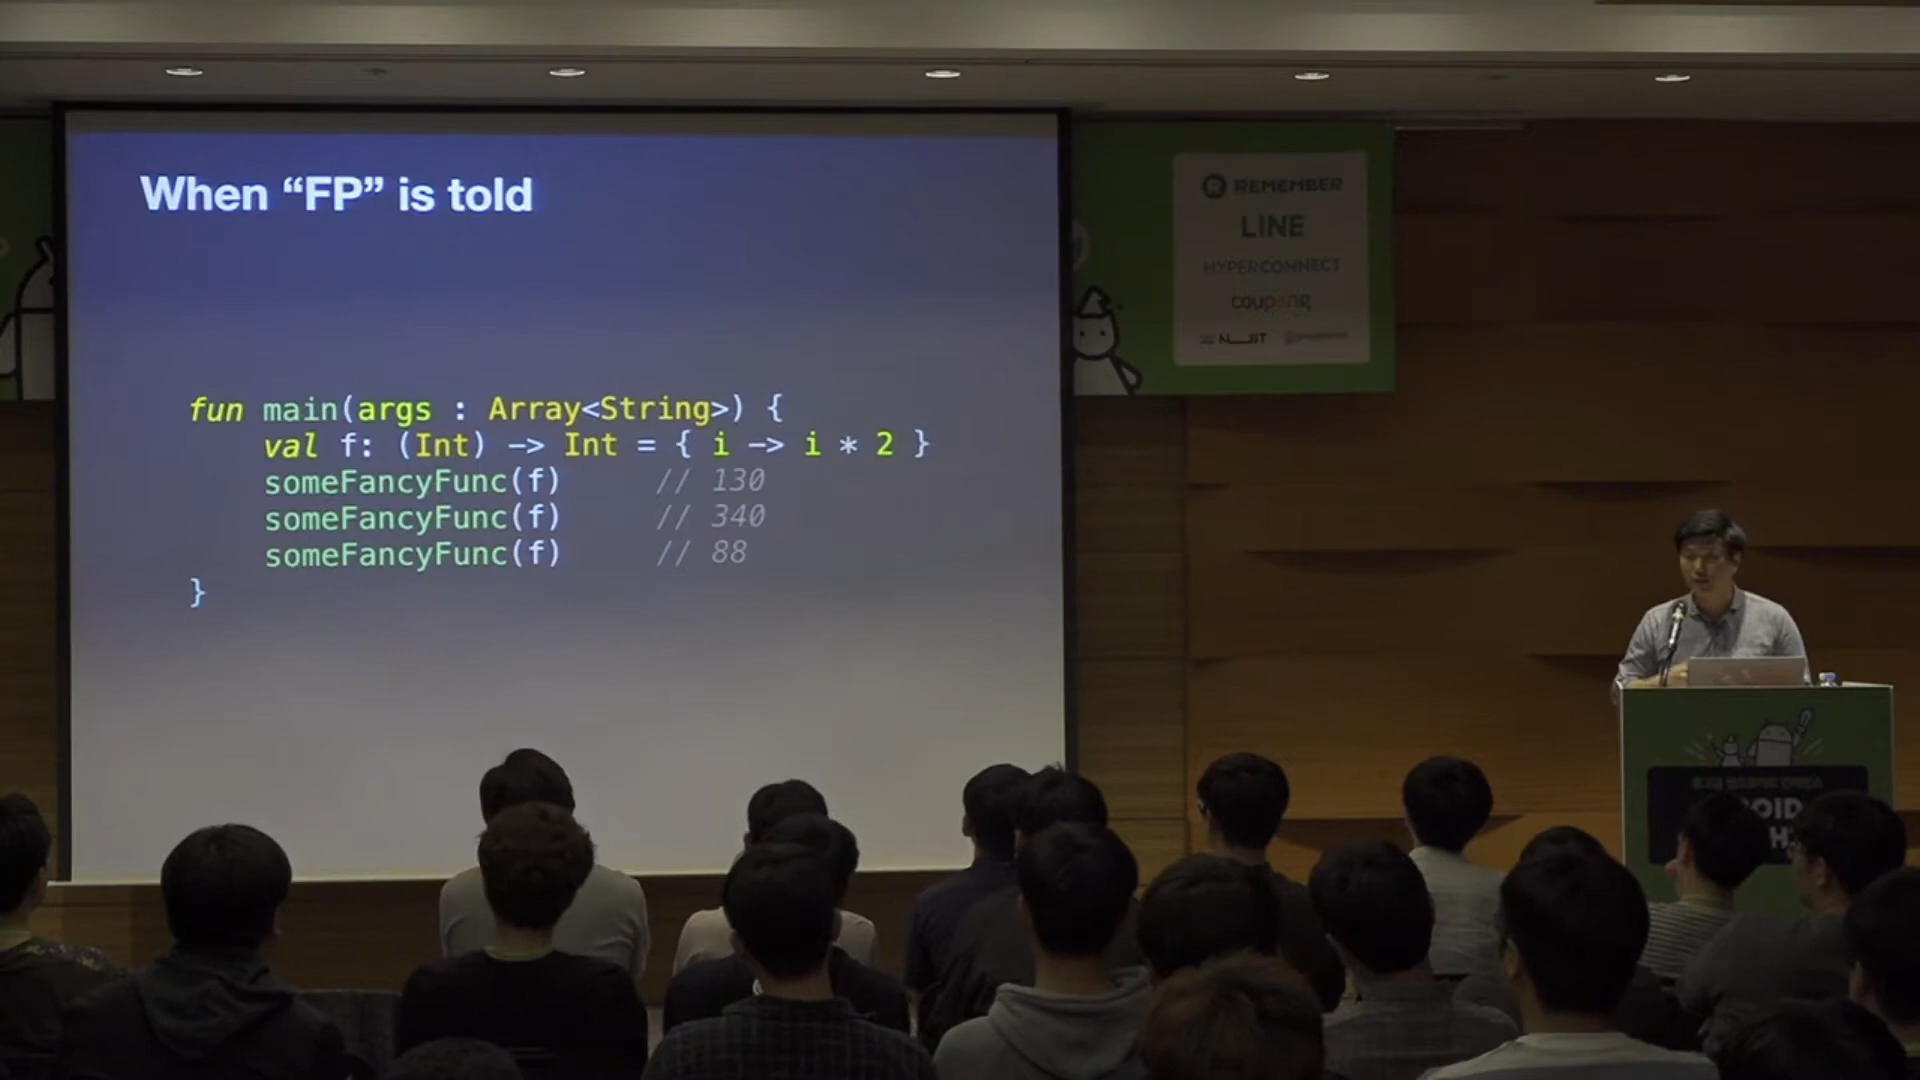 When “FP” is told
fun main(args : Array<String>) {
    val f: (Int) -> Int = { i -> i * 2 }
    someFancyFunc(f)     // 130
    someFancyFunc(f)     // 340
    someFancyFunc(f)     // 88
}
REMEMBER
LINE
HYPERCONNECT
coupang
OID